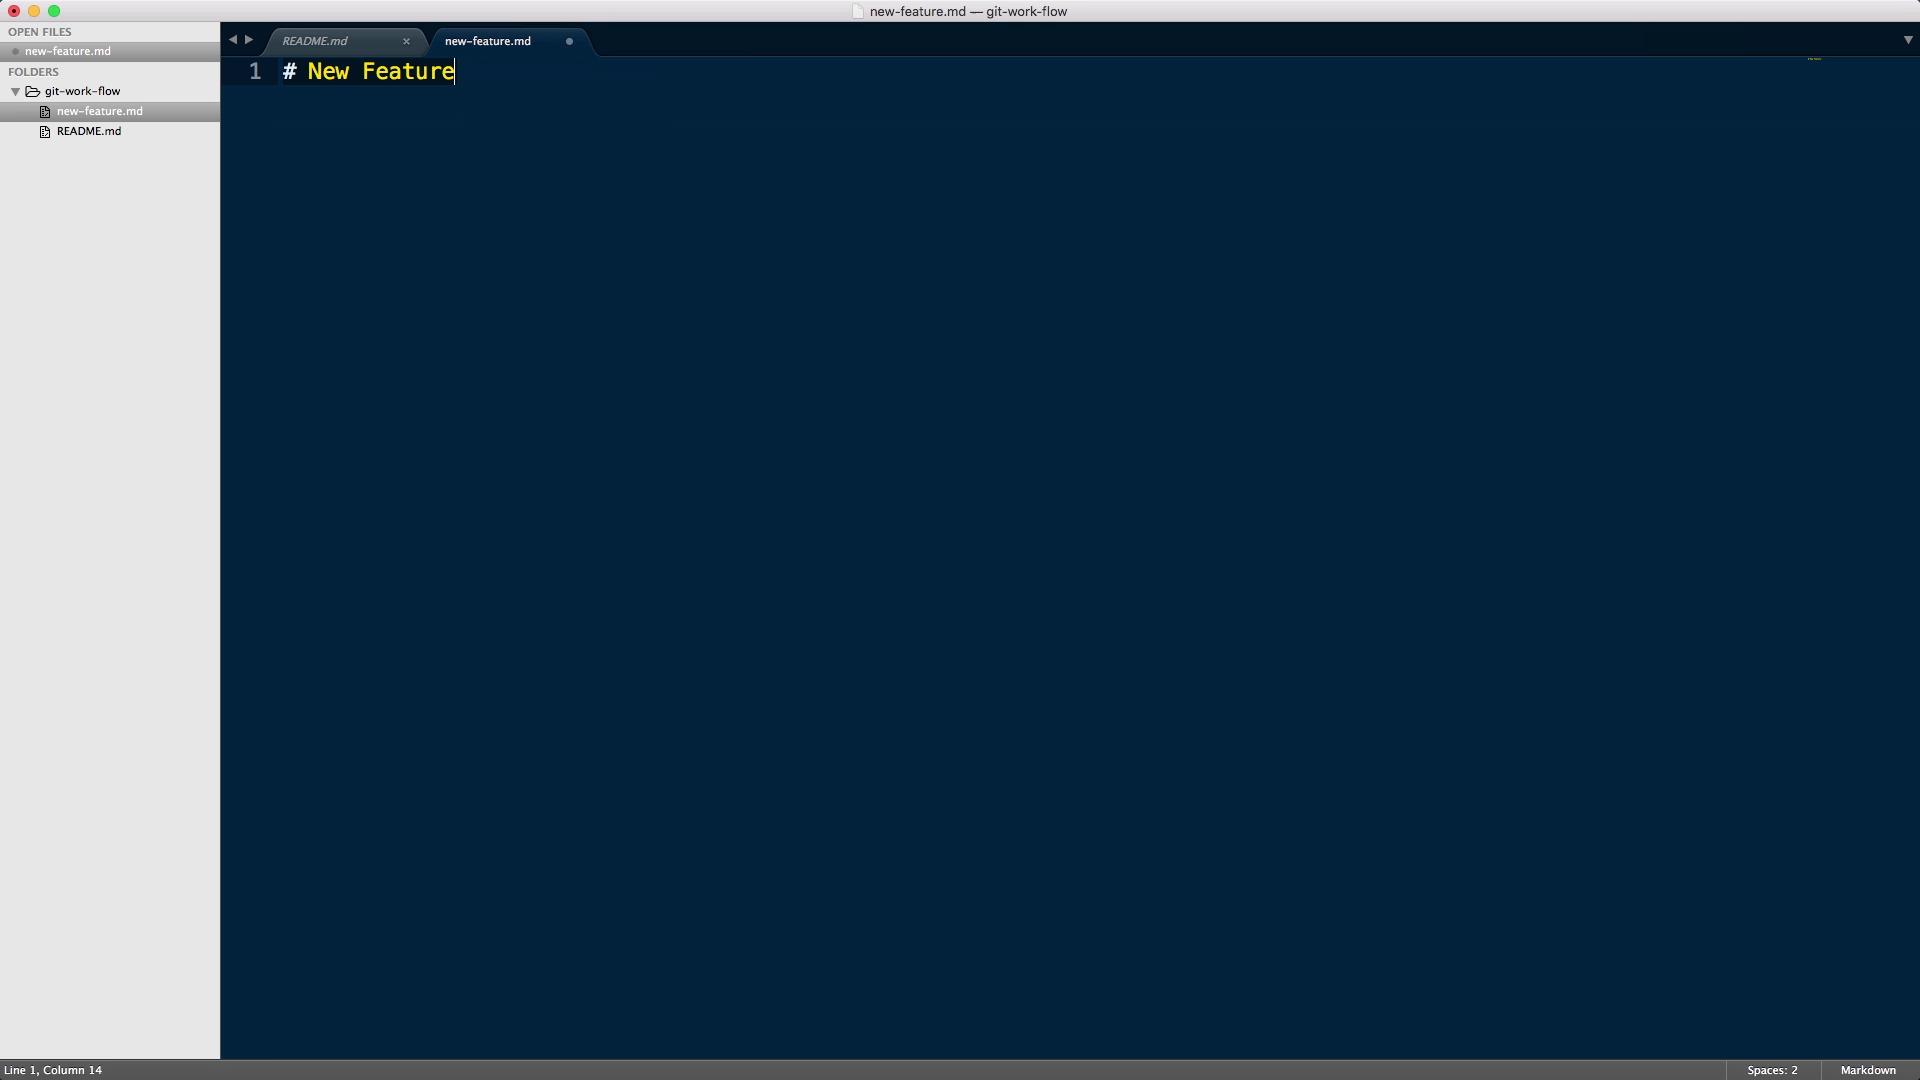 new-feature.md — git-work-flow
OPEN FILES
new-feature.md
FOLDERS
git-work-flow
new-feature.md
README.md
README.md
new-feature.md
1 # New Feature
Line 1, Column 14
Spaces: 2
Markdown